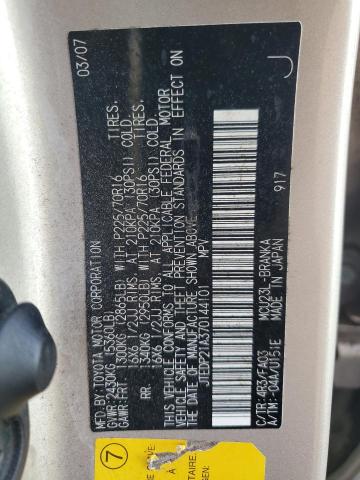 03/07
MFD.BY:TOYOTA MOTOR CORPORATION
GVWR:2430KG (5360LB)
GAWR:FRT. 1300KG (2865LB) WITH P225/70R16 TIRES.
16X6 1/2JJ RIMS, AT 210KPA (30PSI) COLD.
RR. 1340KG (2950LB) WITH P225/70R16 TIRES.
16X6 1/2JJ RIMS, AT 210KPA (30PSI) COLD.
THIS VEHICLE CONFORMS TO ALL APPLICABLE FEDERAL MOTOR
VEHICLE SAFETY AND THEFT PREVENTION STANDARDS IN EFFECT ON
THE DATE OF MANUFACTURE SHOWN ABOVE.
JTEDP21A370144101 MPV
J
917
C/TR:4R3/FA03 MCU23L-PRANKA
A/TM:-04A/U151E MADE IN JAPAN
7
À